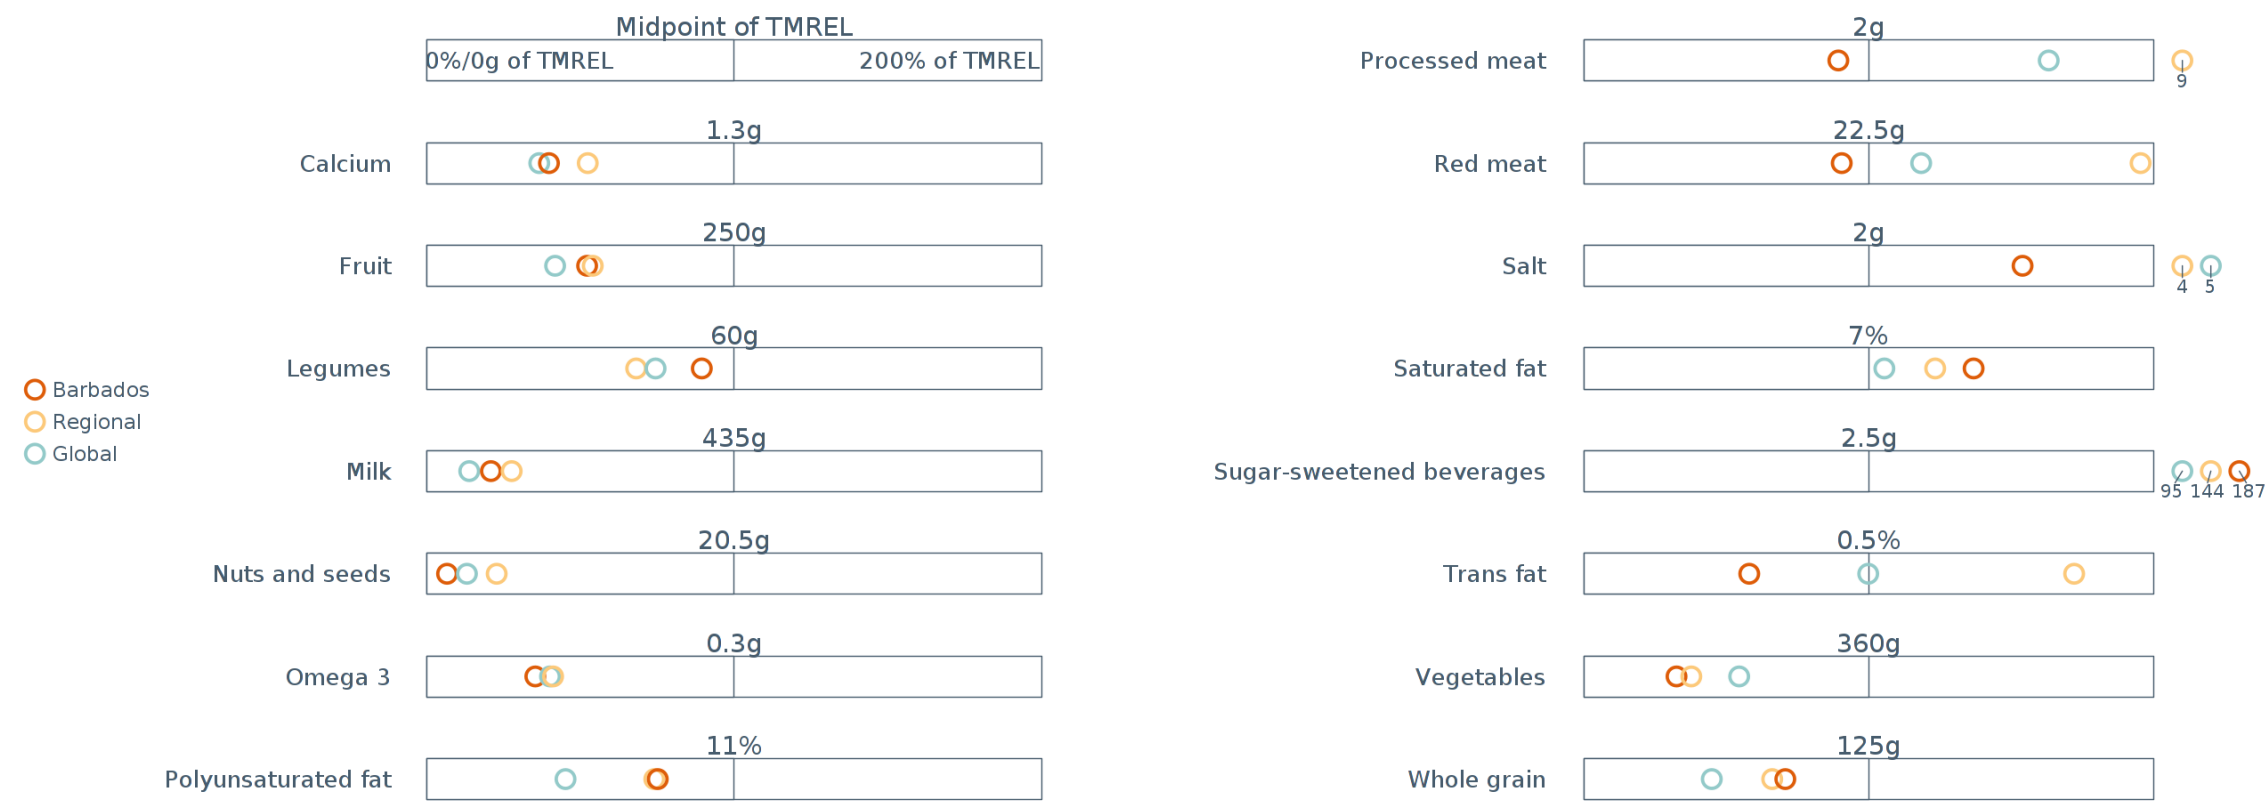 Midpoint of TMREL
0%/0g of TMREL 200% of TMREL
1.3g
Calcium
250g
Fruit
60g
Legumes
435g
Milk
20.5g
Nuts and seeds
0.3g
Omega 3
11%
Polyunsaturated fat
Barbados
Regional
Global
2g
Processed meat
9
22.5g
Red meat
2g
Salt
4 5
7%
Saturated fat
2.5g
Sugar-sweetened beverages
95 144 187
0.5%
Trans fat
360g
Vegetables
125g
Whole grain